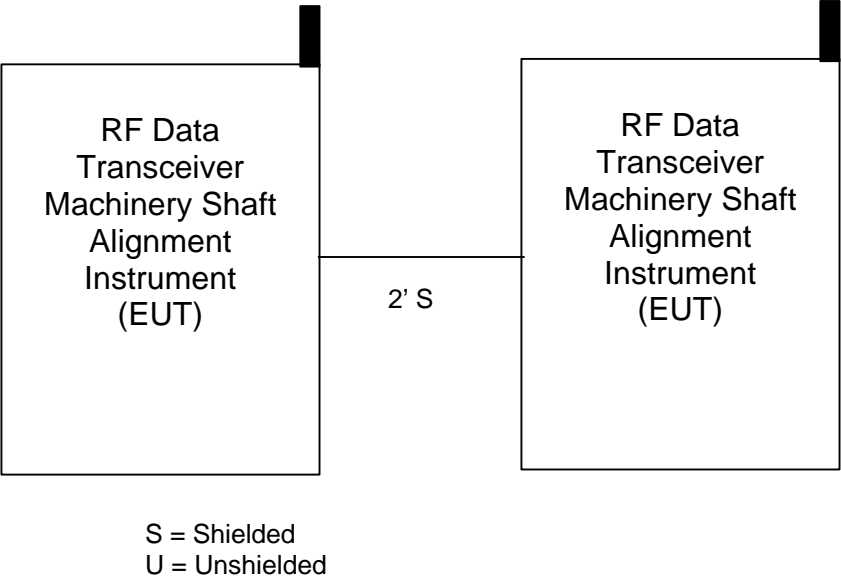 RF Data
Transceiver
Machinery Shaft
Alignment
Instrument
(EUT)
2’ S
RF Data
Transceiver
Machinery Shaft
Alignment
Instrument
(EUT)
S = Shielded
U = Unshielded